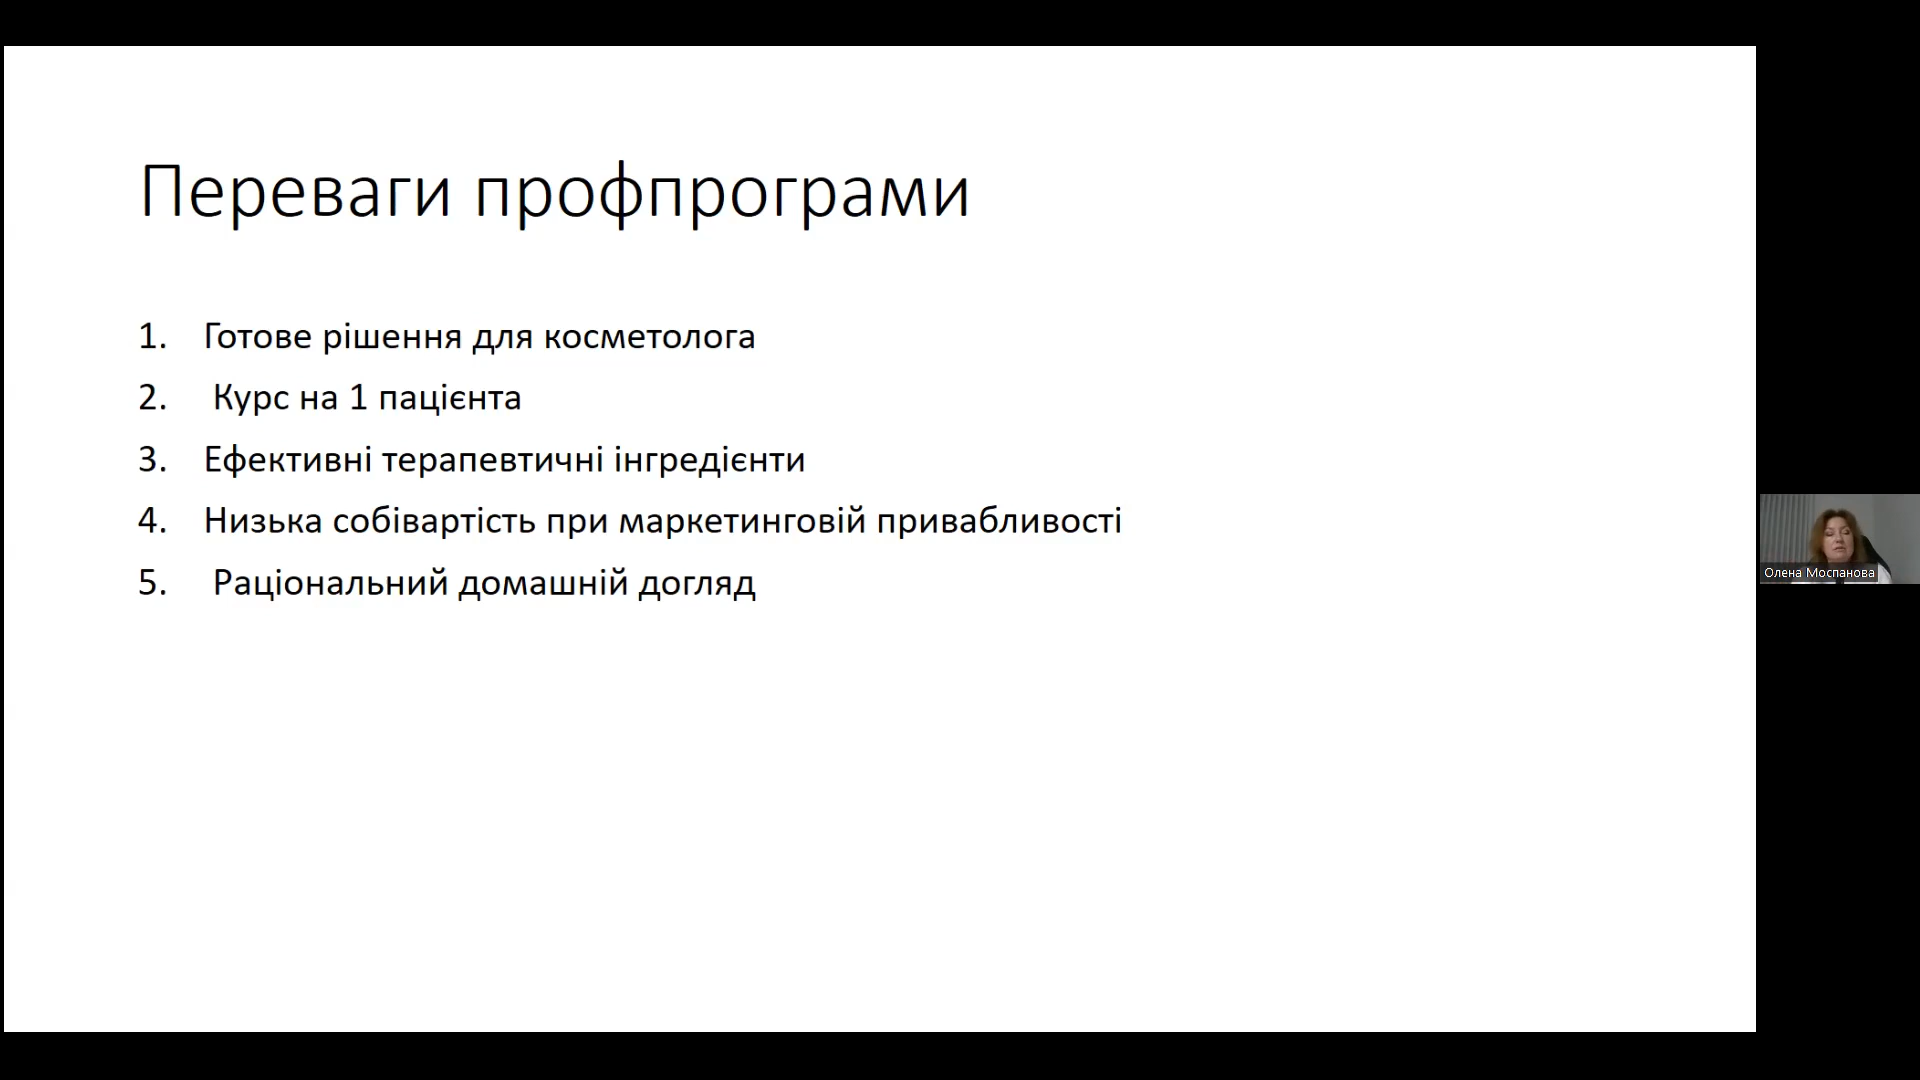 Переваги профпрограми
1. Готове рішення для косметолога
2. Курс на 1 пацієнта
3. Ефективні терапевтичні інгредієнти
4. Низька собівартість при маркетинговій привабливості
5. Раціональний домашній догляд
Олена Моспанова